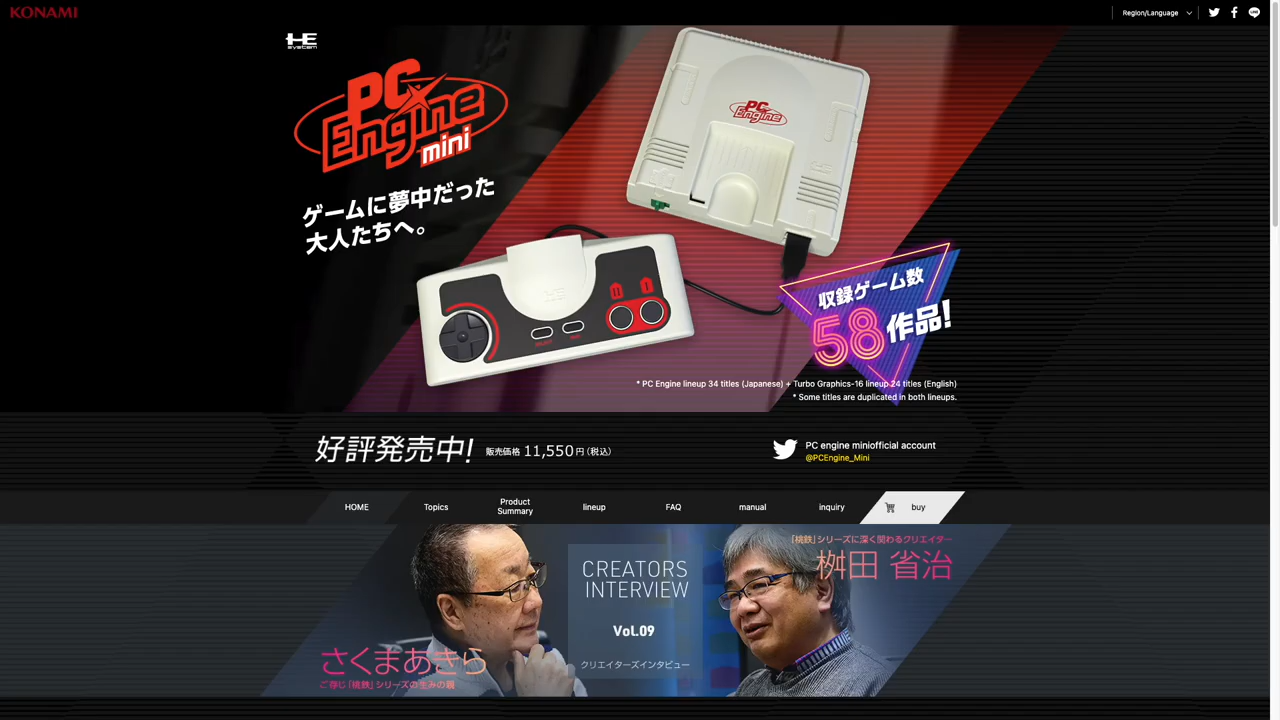 KONAMI
Region/Language
HE
SYSTEM
PC
Engine
mini
PC
Engine
ゲームに夢中だった
大人たちへ。
II I
SELECT RUN
収録ゲーム数
58作品!
* PC Engine lineup 34 titles (Japanese) + Turbo Graphics-16 lineup 24 titles (English)
* Some titles are duplicated in both lineups.
好評発売中!
販売価格 11,550円(税込)
PC engine miniofficial account
@PCEngine_Mini
HOME
Topics
Product
Summary
lineup
FAQ
manual
inquiry
buy
「桃鉄」シリーズに深く関わるクリエイター
桝田 省治
CREATORS
INTERVIEW
Vol.09
クリエイターズインタビュー
さくまあきら
ご存じ「桃鉄」シリーズの生みの親